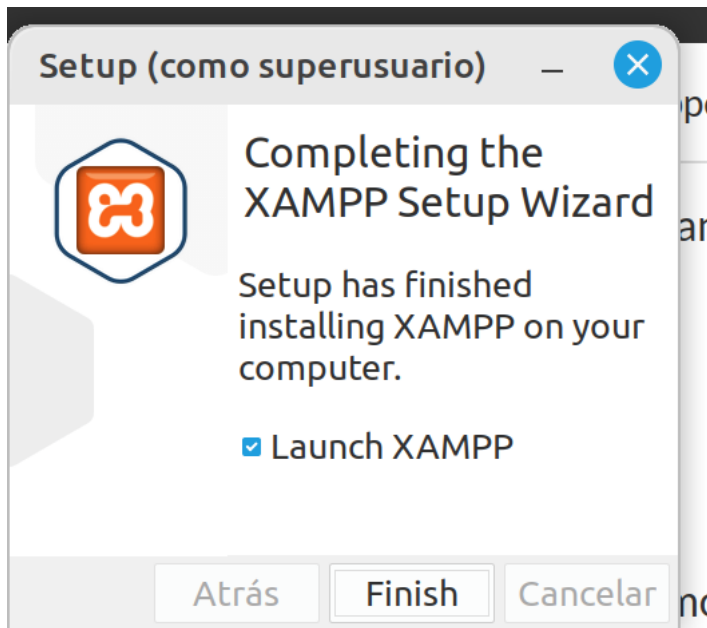 Setup (como superusuario)
Completing the
XAMPP Setup Wizard
Setup has finished
installing XAMPP on your
computer.
Launch XAMPP
Atrás
Finish
Cancelar